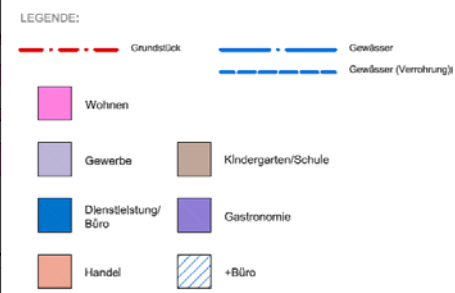 LEGENDE:
Grundstück
Gewässer
Gewässer (Verrohrung)
Wohnen
Gewerbe
Kindergarten/Schule
Dienstleistung/
Büro
Gastronomie
Handel
+Büro